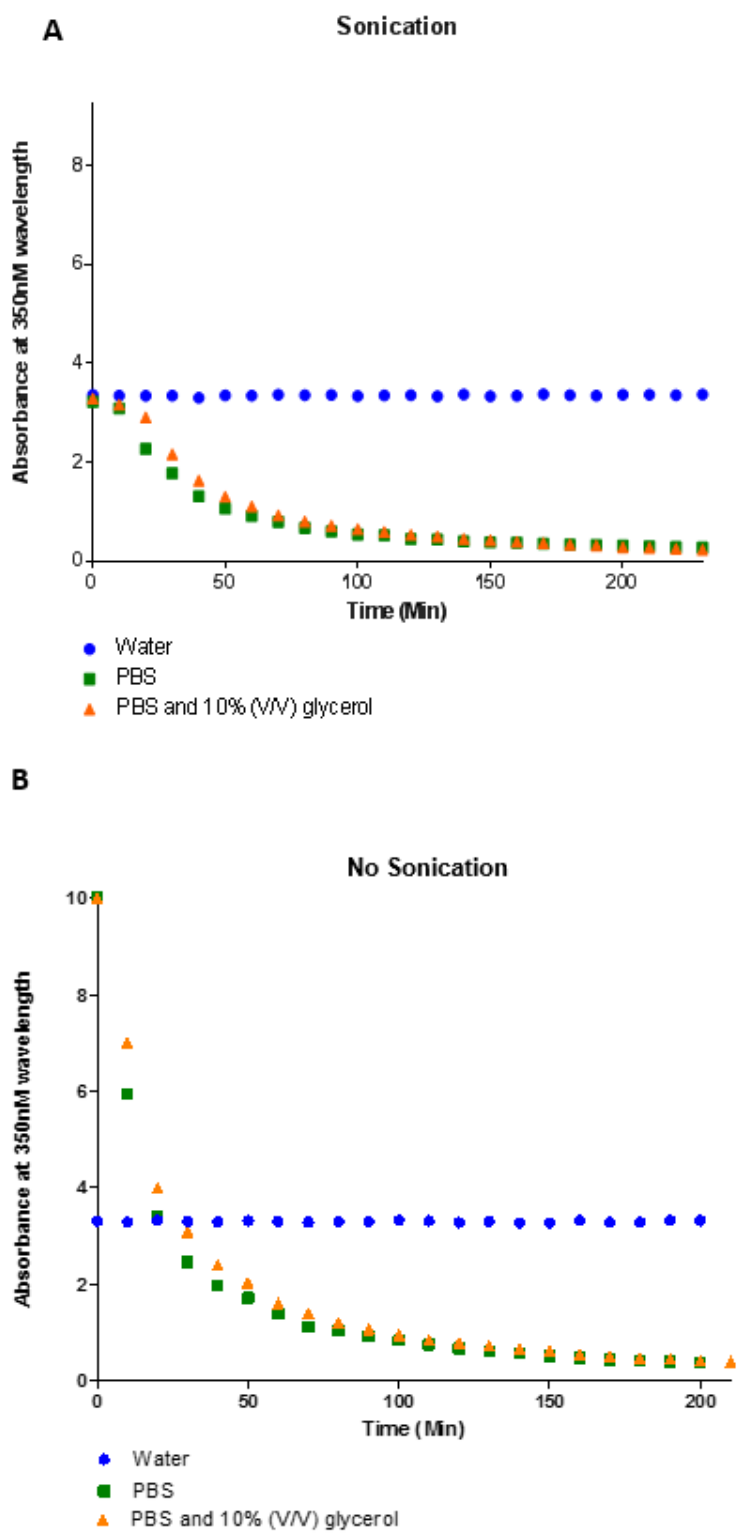 A
Sonication
Absorbance at 350nM wavelength
8
6
4
2
0
0 50 100 150 200
Time (Min)
Water
PBS
PBS and 10% (V/V) glycerol
B
No Sonication
Absorbance at 350nM wavelength
10
8
6
4
2
0
0 50 100 150 200
Time (Min)
Water
PBS
PBS and 10% (V/V) glycerol